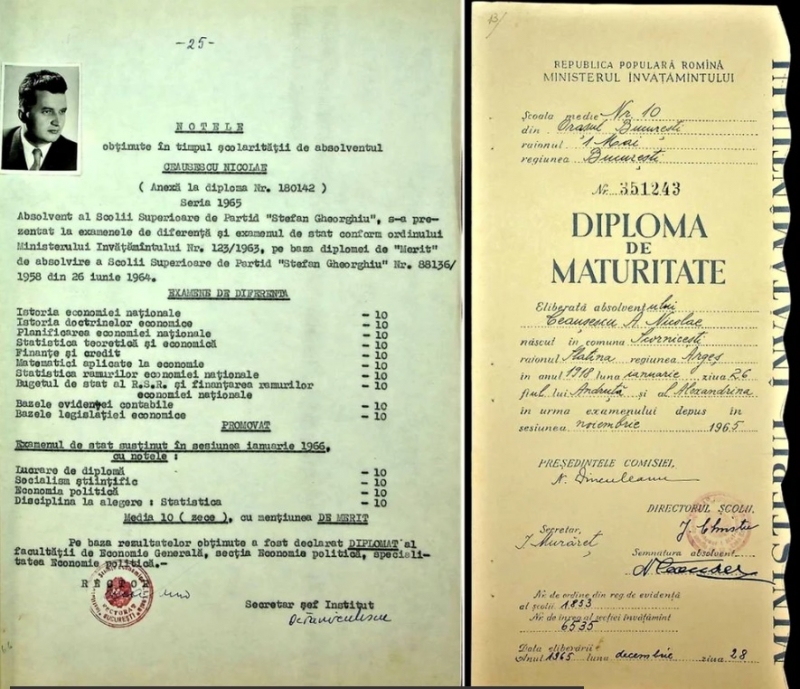 -25-
NOTELE
obținute în timpul școlarității de absolventul
CEAUSESCU NICOLAE
( Anexă la diploma Nr. 180142 )
Seria 1965
Absolvent al Scolii Superioare de Partid "Stefan Gheorghiu", s-a pre-
zentat la examenele de diferență și examenul de stat conform ordinului
Ministerului Invățămîntului Nr. 123/1963, pe baza diplomei de "Merit"
de absolvire a Scolii Superioare de Partid "Stefan Gheorghiu" Nr. 88136/
1958 din 26 iunie 1964.
EXAMENE DE DIFERENTA
Istoria economiei naționale - 10
Istoria doctrinelor economice - 10
Planificarea economiei naționale - 10
Statistica teoretică și economică - 10
Finanțe și credit - 10
Matematici aplicate la economie - 10
Statistica ramurilor economiei naționale - 10
Bugetul de stat al R.S.R. și finanțarea ramurilor
economiei naționale - 10
Bazele evidenței contabile - 10
Bazele legislației economice - 10
PROMOVAT
Examenul de stat susținut în sesiunea ianuarie 1966,
cu notele :
Lucrare de diplomă - 10
Socialism științific - 10
Economia politică - 10
Disciplina la alegere : Statistica - 10
Media 10 ( zece ), cu mențiunea DE MERIT
Pe baza rezultatelor obținute a fost declarat DIPLOMAT al
facultății de Economie Generală, secția Economie politică, speciali-
tatea Economie politică.-
RECTOR
Secretar șef Institut
13/
REPUBLICA POPULARĂ ROMÎNĂ
MINISTERUL ÎNVĂȚĂMÎNTULUI
Școala medie Nr. 10
din Orașul București
raionul 1 Mai
regiunea București
Nr. 351243
DIPLOMA
DE
MATURITATE
Eliberată absolventului
Ceaușescu A. Nicolae
născut în comuna Scornicești
raionul Slatina regiunea Argeș
în anul 1918 luna ianuarie ziua 26
fiul lui Andruță și al Alexandrina
în urma examenului depus în
sesiunea noiembrie 1965
PREȘEDINTELE COMISIEI,
DIRECTORUL ȘCOLII,
Secretar,
Semnătura absolvent
Nr. de ordine din reg de evidență
al școlii 1853
Nr. de înreg al secției învățămînt
6535
Data eliberării
Anul 1965 luna decembrie ziua 28
MINISTERUL ÎNVĂȚĂMÎNTULUI